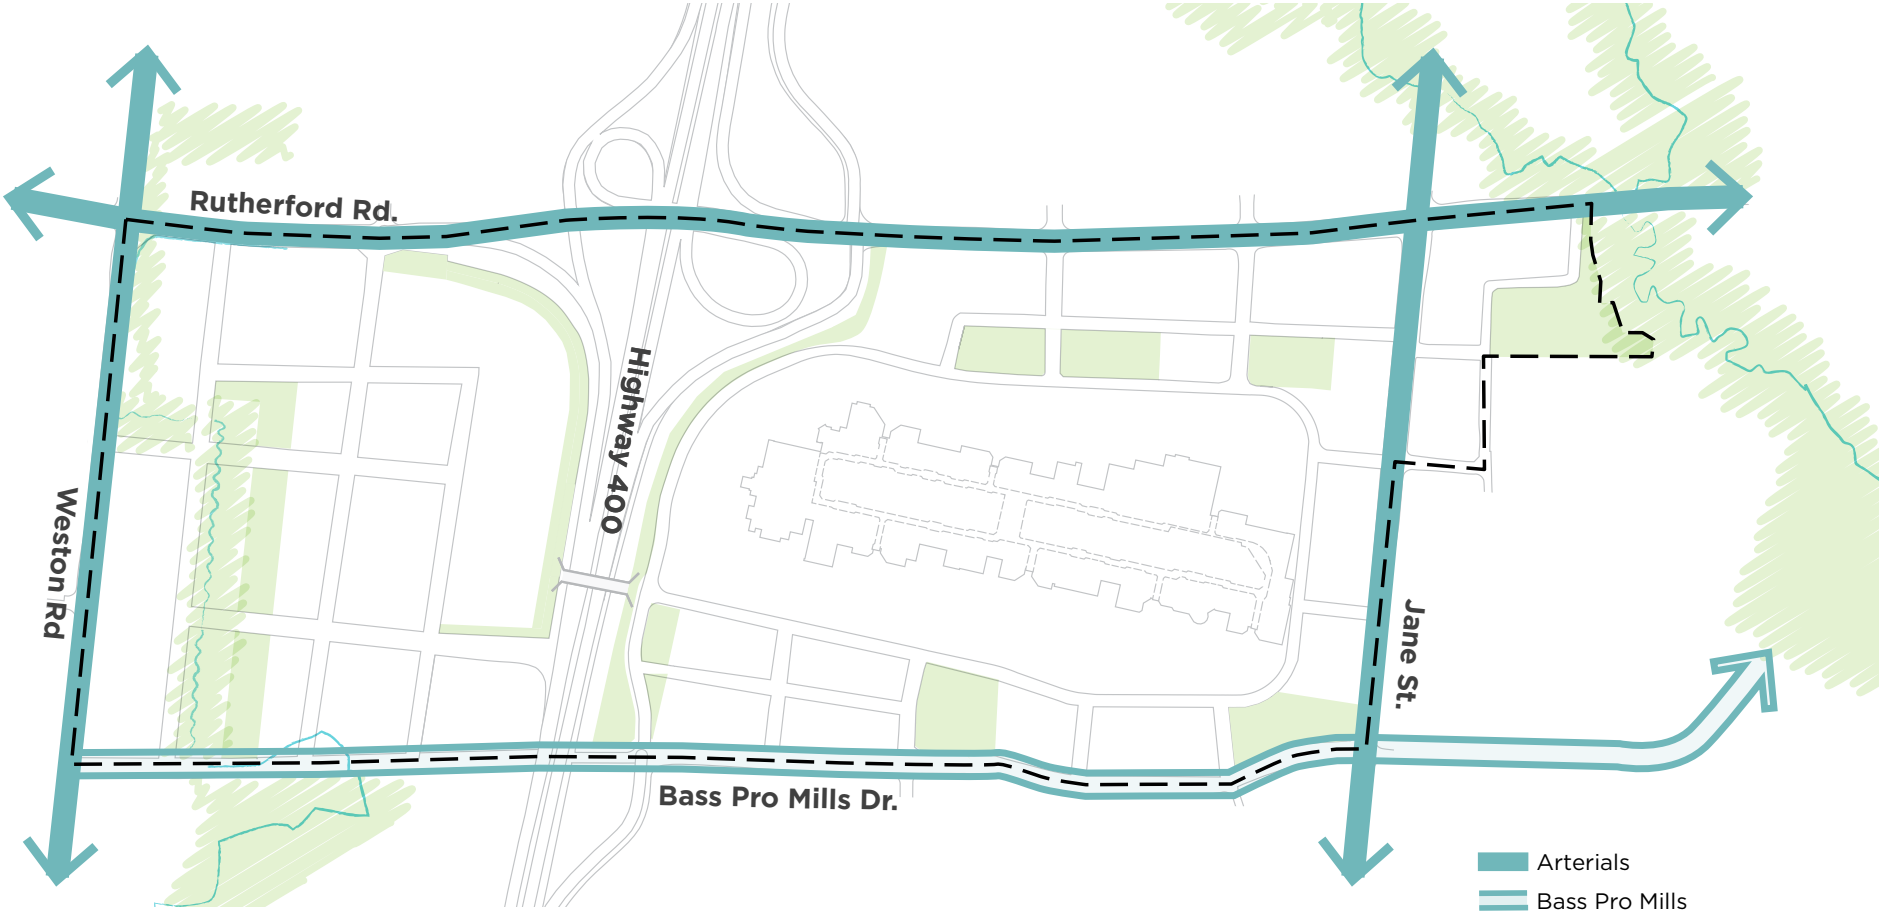 Rutherford Rd.
Highway 400
Weston Rd
Jane St.
Bass Pro Mills Dr.
Arterials
Bass Pro Mills